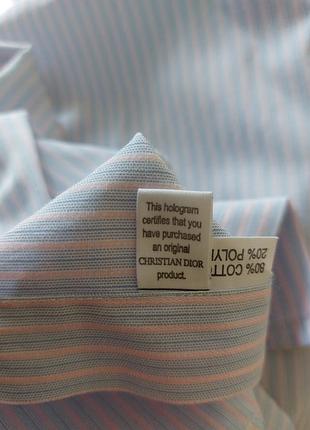 This hologram
certifies that you
have purchased
an original
CHRISTIAN DIOR
product.
80% COTT
20% POLY